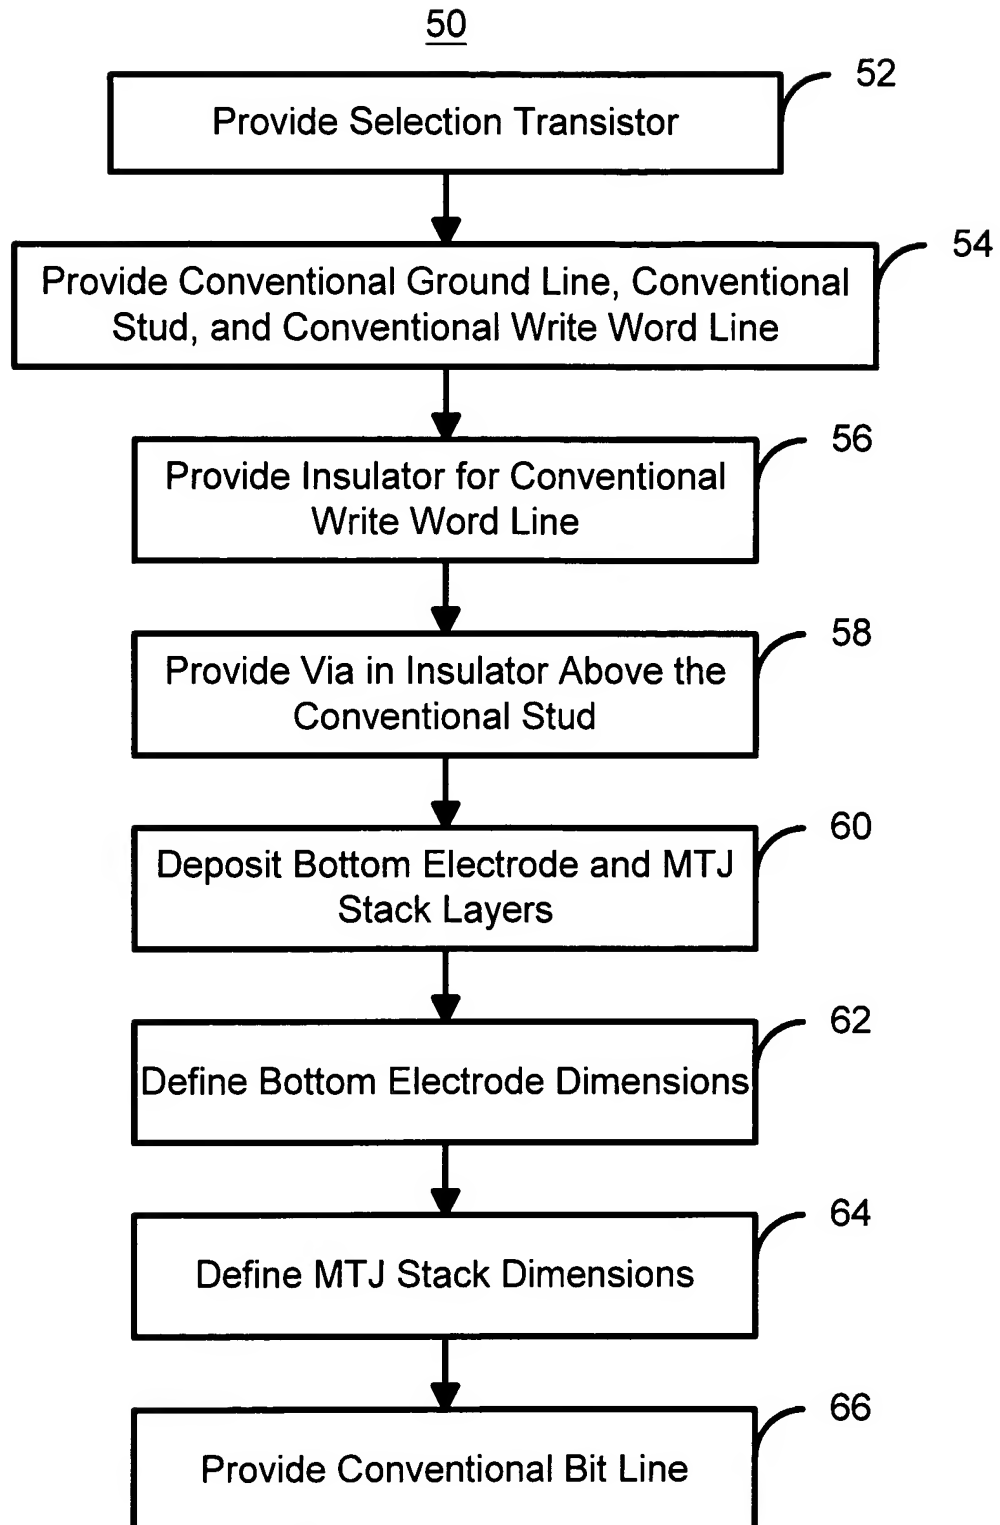 50
52
Provide Selection Transistor
54
Provide Conventional Ground Line, Conventional
Stud, and Conventional Write Word Line
56
Provide Insulator for Conventional
Write Word Line
58
Provide Via in Insulator Above the
Conventional Stud
60
Deposit Bottom Electrode and MTJ
Stack Layers
62
Define Bottom Electrode Dimensions
64
Define MTJ Stack Dimensions
66
Provide Conventional Bit Line